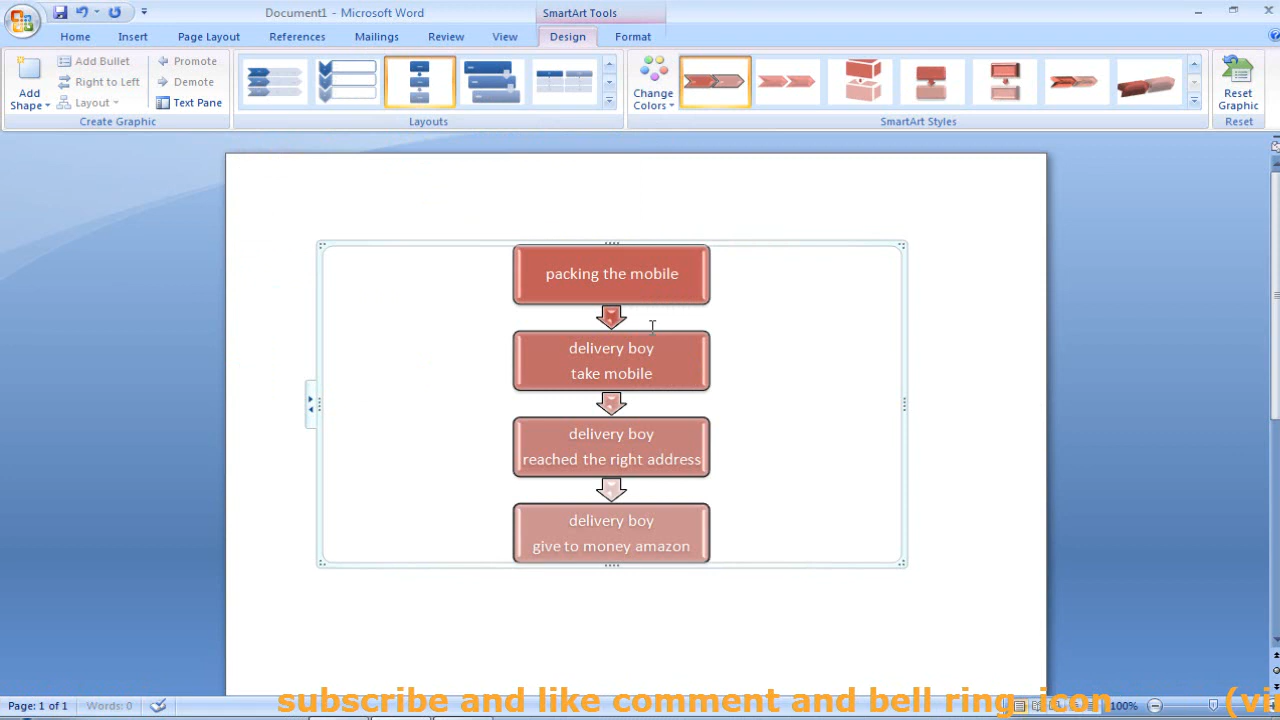 Document1 - Microsoft Word
SmartArt Tools
Home
Insert
Page Layout
References
Mailings
Review
View
Design
Format
Add Shape
Add Bullet
Right to Left
Layout
Promote
Demote
Text Pane
Create Graphic
Layouts
Change Colors
SmartArt Styles
Reset Graphic
Reset
packing the mobile
delivery boy
take mobile
delivery boy
reached the right address
delivery boy
give to money amazon
Page: 1 of 1
Words: 0
100%
subscribe and like comment and bell ring icon